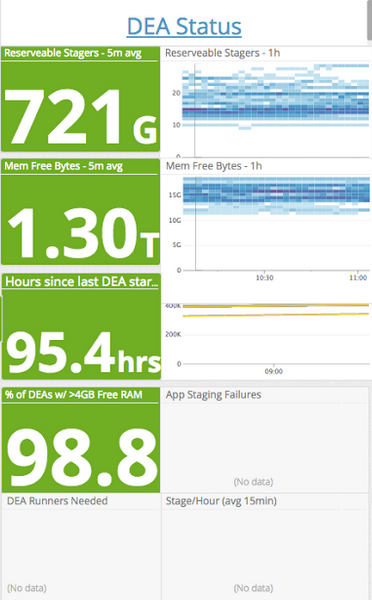 DEA Status
Reserveable Stagers - 5m avg
721G
Reserveable Stagers - 1h
20
10
0
Mem Free Bytes - 5m avg
1.30T
Mem Free Bytes - 1h
15G
10G
5G
0
10:30 11:00
Hours since last DEA star...
95.4hrs
400K
200K
0
09:00
% of DEAs w/ >4GB Free RAM
98.8
App Staging Failures
(No data)
DEA Runners Needed
(No data)
Stage/Hour (avg 15min)
(No data)